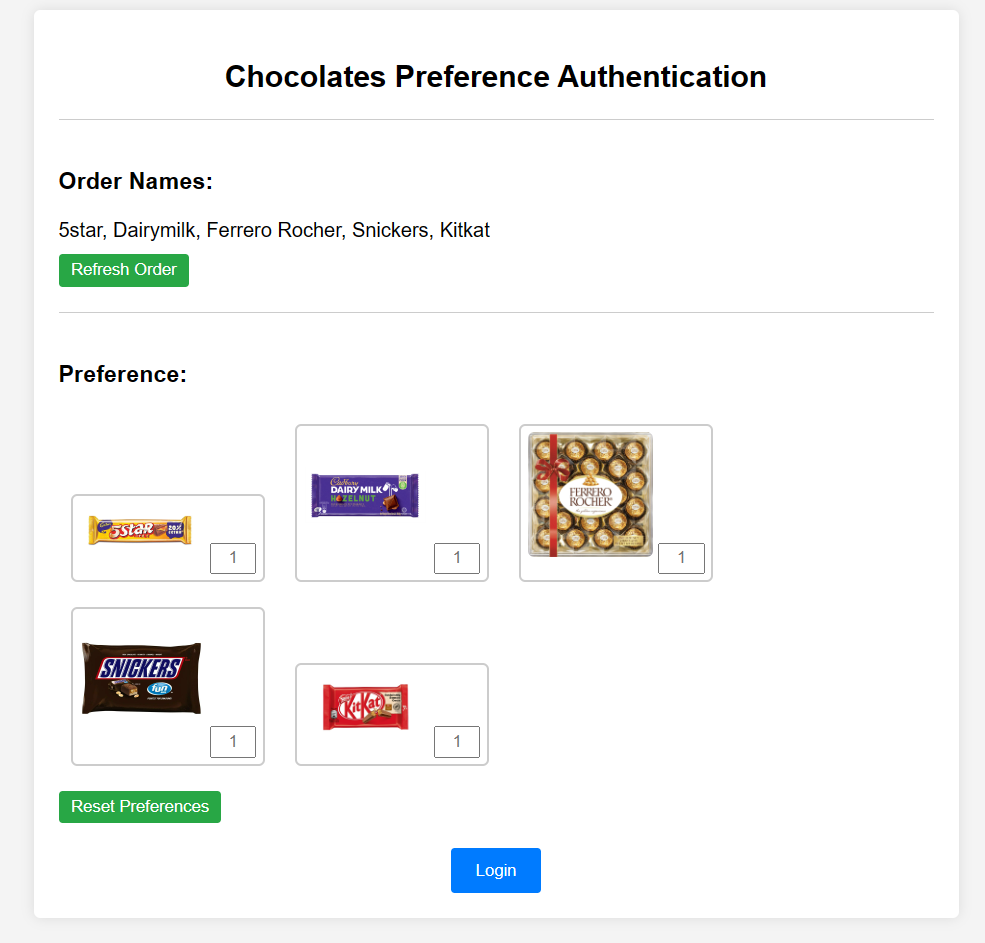 Chocolates Preference Authentication
Order Names:
5star, Dairymilk, Ferrero Rocher, Snickers, Kitkat
Refresh Order
Preference:
5Star
20%
EXTRA
1
Cadbury
DAIRY MILK
HAZELNUT
1
FERRERO
ROCHER
1
SNICKERS
fun
1
KitKat
1
Reset Preferences
Login